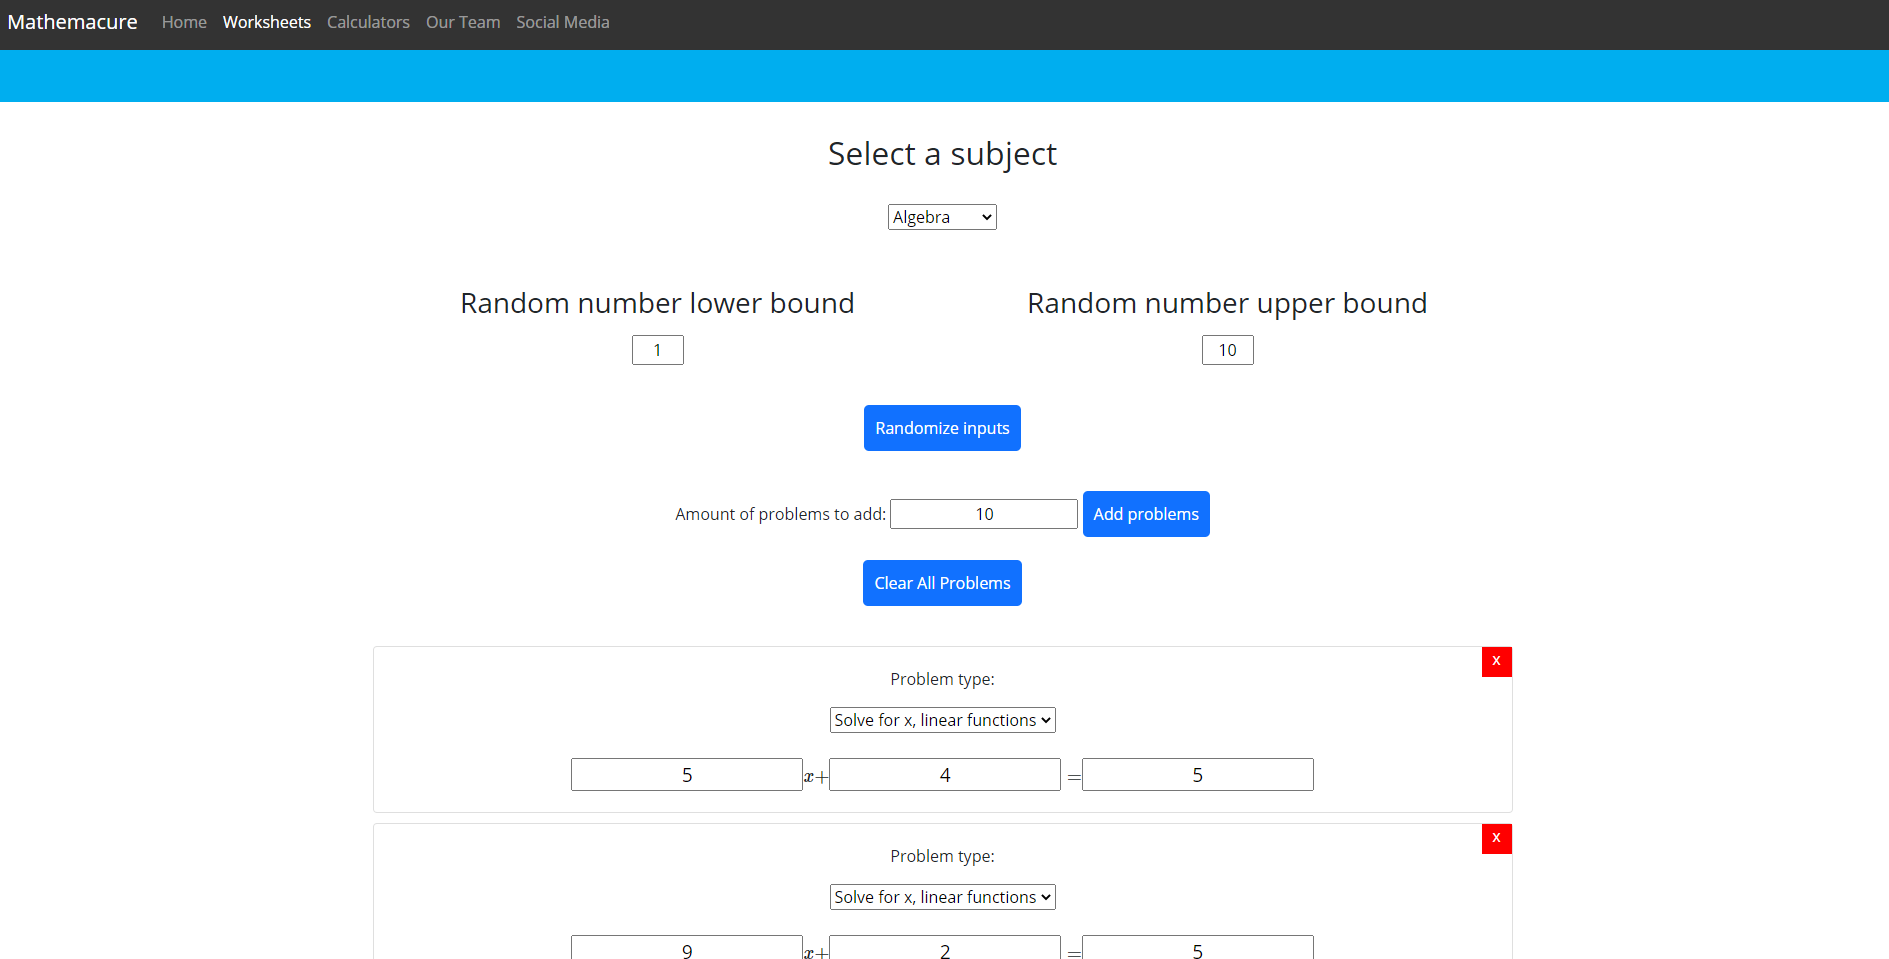 Mathemacure Home Worksheets Calculators Our Team Social Media
Select a subject
Algebra
Random number lower bound Random number upper bound
1 10
Randomize inputs
Amount of problems to add: 10 Add problems
Clear All Problems
x
Problem type:
Solve for x, linear functions
5 x+ 4 = 5
x
Problem type:
Solve for x, linear functions
9 x+ 2 = 5